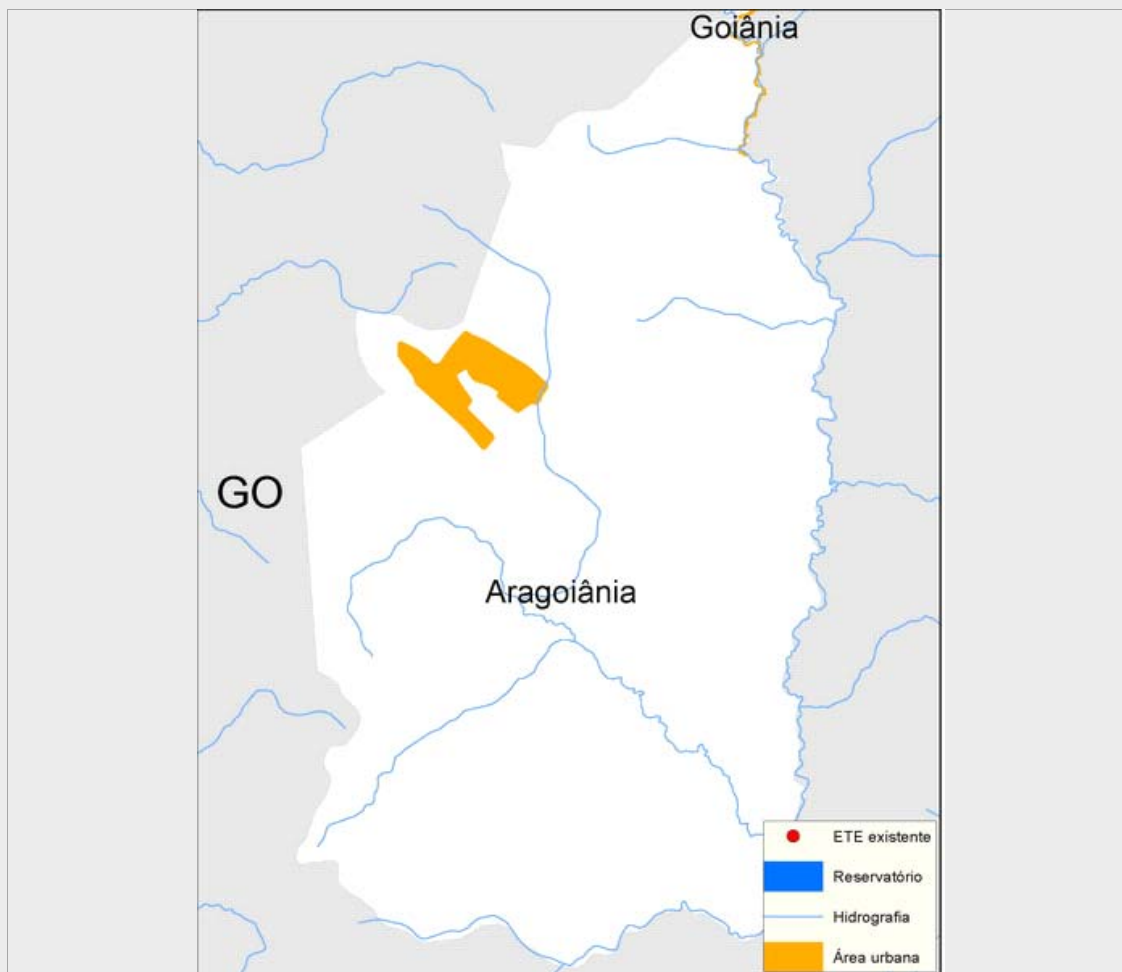 Goiânia
GO
Aragoiânia
ETE existente
Reservatório
Hidrografia
Área urbana